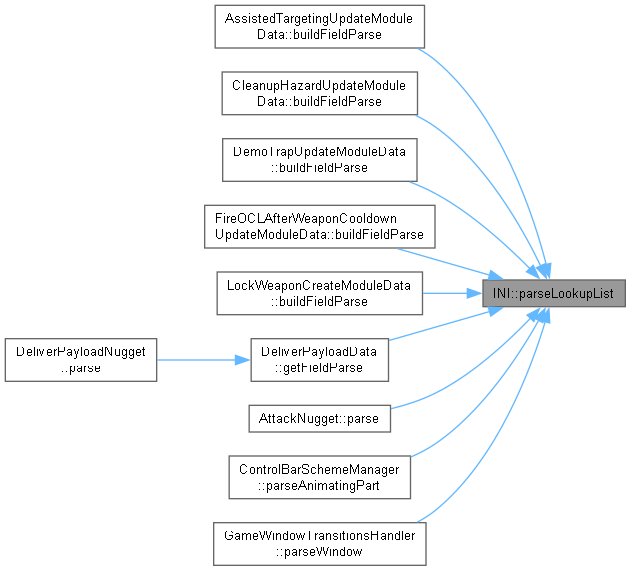 AssistedTargetingUpdateModule
Data::buildFieldParse
CleanupHazardUpdateModule
Data::buildFieldParse
DemoTrapUpdateModuleData
::buildFieldParse
FireOCLAfterWeaponCooldown
UpdateModuleData::buildFieldParse
LockWeaponCreateModuleData
::buildFieldParse
INI::parseLookupList
DeliverPayloadNugget
::parse
DeliverPayloadData
::getFieldParse
AttackNugget::parse
ControlBarSchemeManager
::parseAnimatingPart
GameWindowTransitionsHandler
::parseWindow